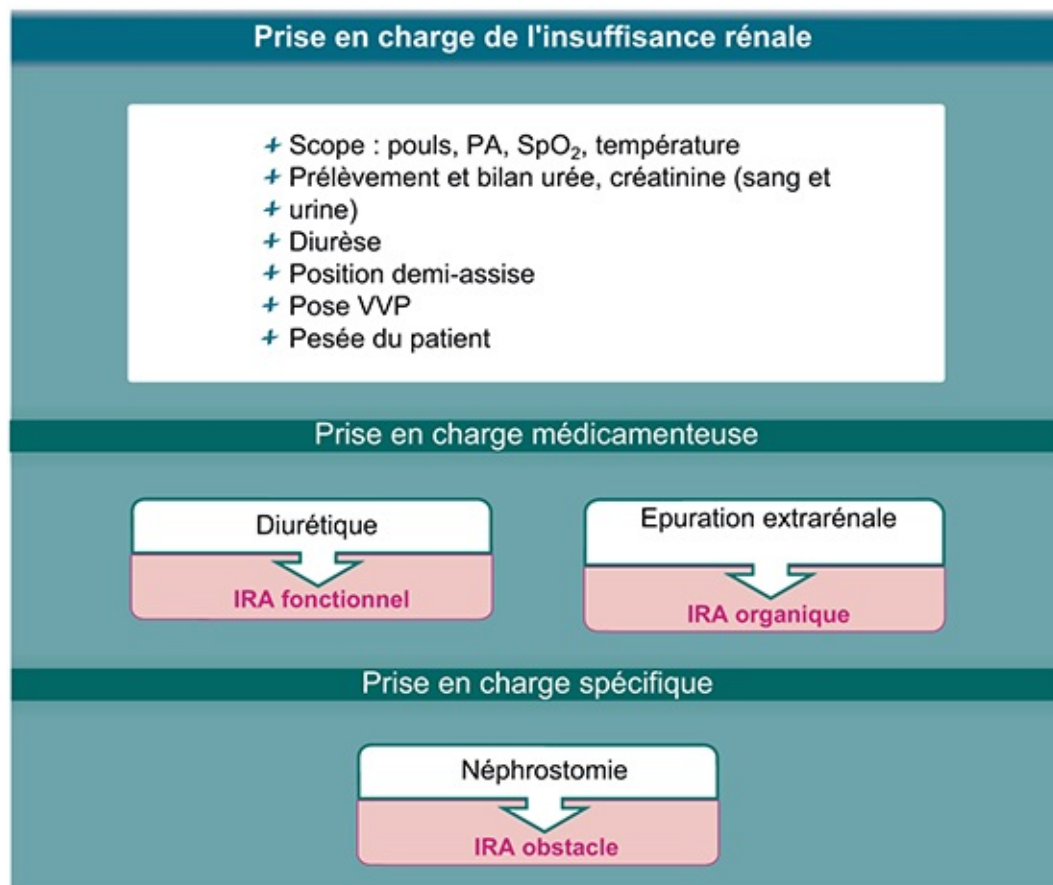 Prise en charge de l'insuffisance rénale
+ Scope : pouls, PA, SpO₂, température
+ Prélèvement et bilan urée, créatinine (sang et
+ urine)
+ Diurèse
+ Position demi-assise
+ Pose VVP
+ Pesée du patient
Prise en charge médicamenteuse
Diurétique
IRA fonctionnel
Epuration extrarénale
IRA organique
Prise en charge spécifique
Néphrostomie
IRA obstacle